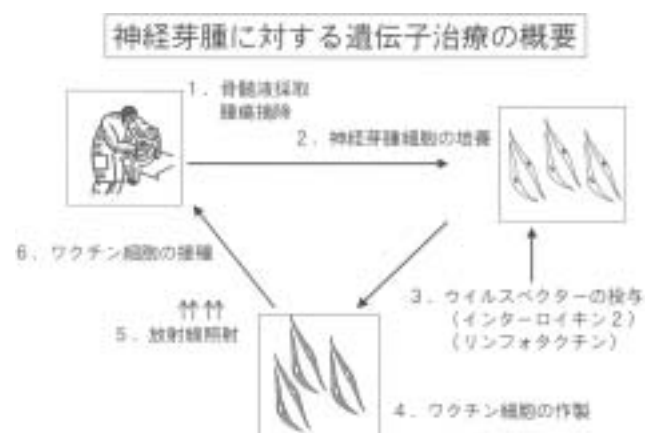 神経芽腫に対する遺伝子治療の概要
1．骨髄液採取
腫瘍摘除
2．神経芽腫細胞の培養
6．ワクチン細胞の接種
3．ウイルスベクターの投与
（インターロイキン2）
（リンフォタクチン）
5．放射線照射
4．ワクチン細胞の作製